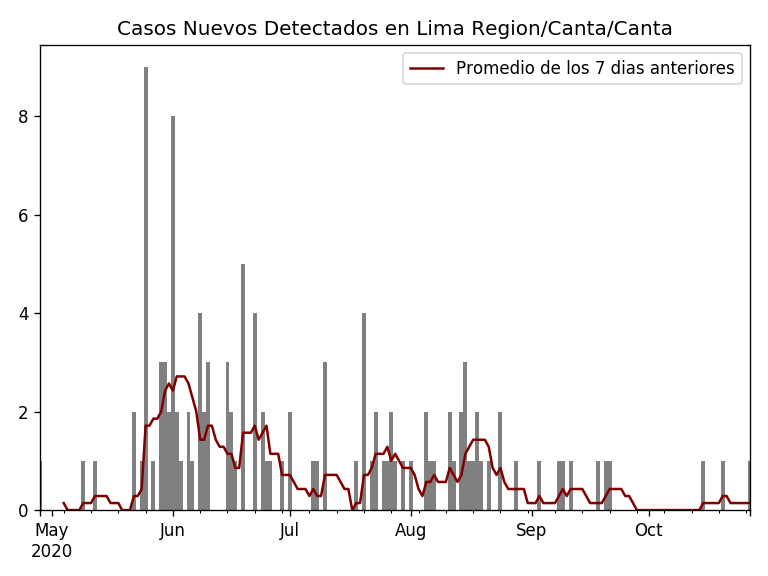 Casos Nuevos Detectados en Lima Region/Canta/Canta
Promedio de los 7 dias anteriores
8
6
4
2
0
May Jun Jul Aug Sep Oct
2020